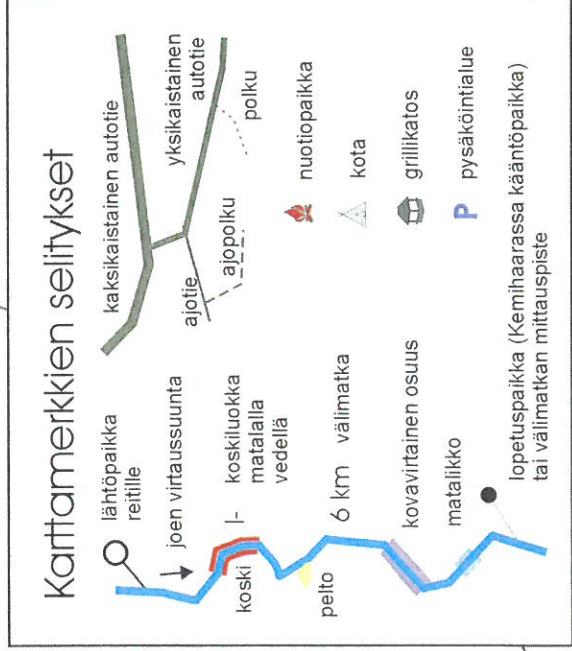 Karttamerkkien selitykset
lähtöpaikka
reitille
joen virtaussuunta
koski
I-
koskiluokka
matalalla
vedellä
pelto
6 km välimatka
kovavirtainen osuus
matalikko
lopetuspaikka (Kemihaarassa kääntöpaikka)
tai välimatkan mittauspiste
kaksikaistainen autotie
yksikaistainen
autotie
ajotie
ajopolku
polku
nuotiopaikka
kota
grillikatos
P pysäköintialue